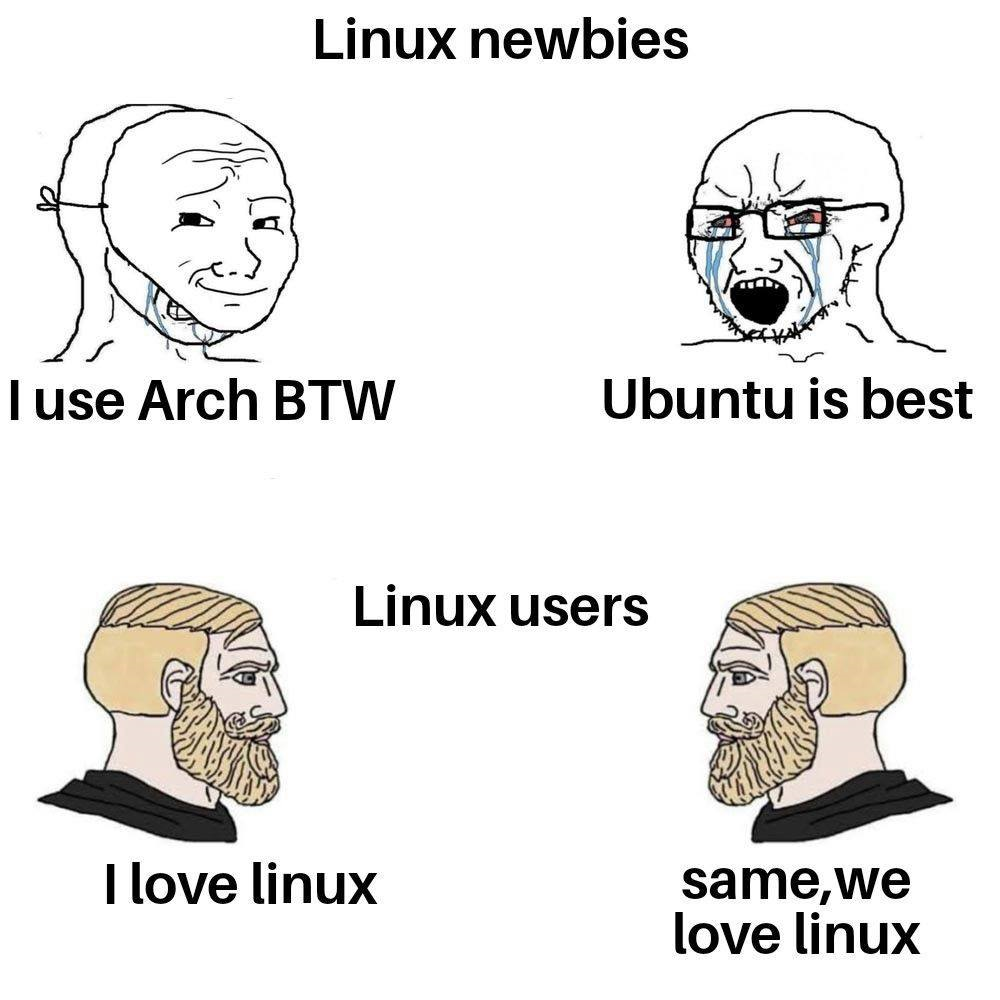 Linux newbies
I use Arch BTW
Ubuntu is best
Linux users
I love linux
same,we
love linux